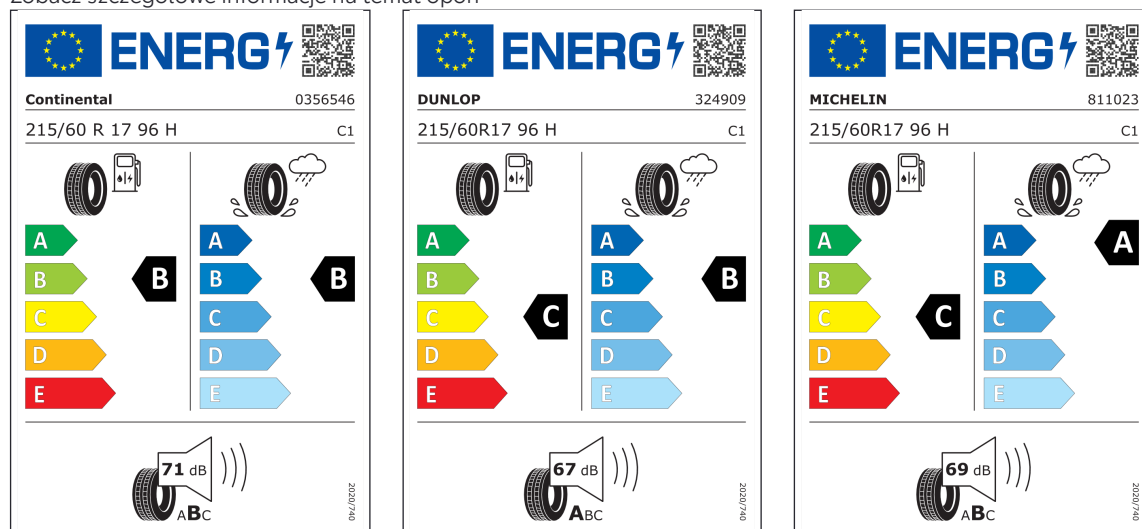 Zobacz szczegółowe informacje na temat opon
ENERG
Continental 0356546
215/60 R 17 96 H C1
A A
B B B B
C C
D D
E E
71 dB
ABC
2020/740
ENERG
DUNLOP 324909
215/60R17 96 H C1
A A
B B B
C C C
D D
E E
67 dB
ABC
2020/740
ENERG
MICHELIN 811023
215/60R17 96 H C1
A A A
B B
C C C
D D
E E
69 dB
ABC
2020/740